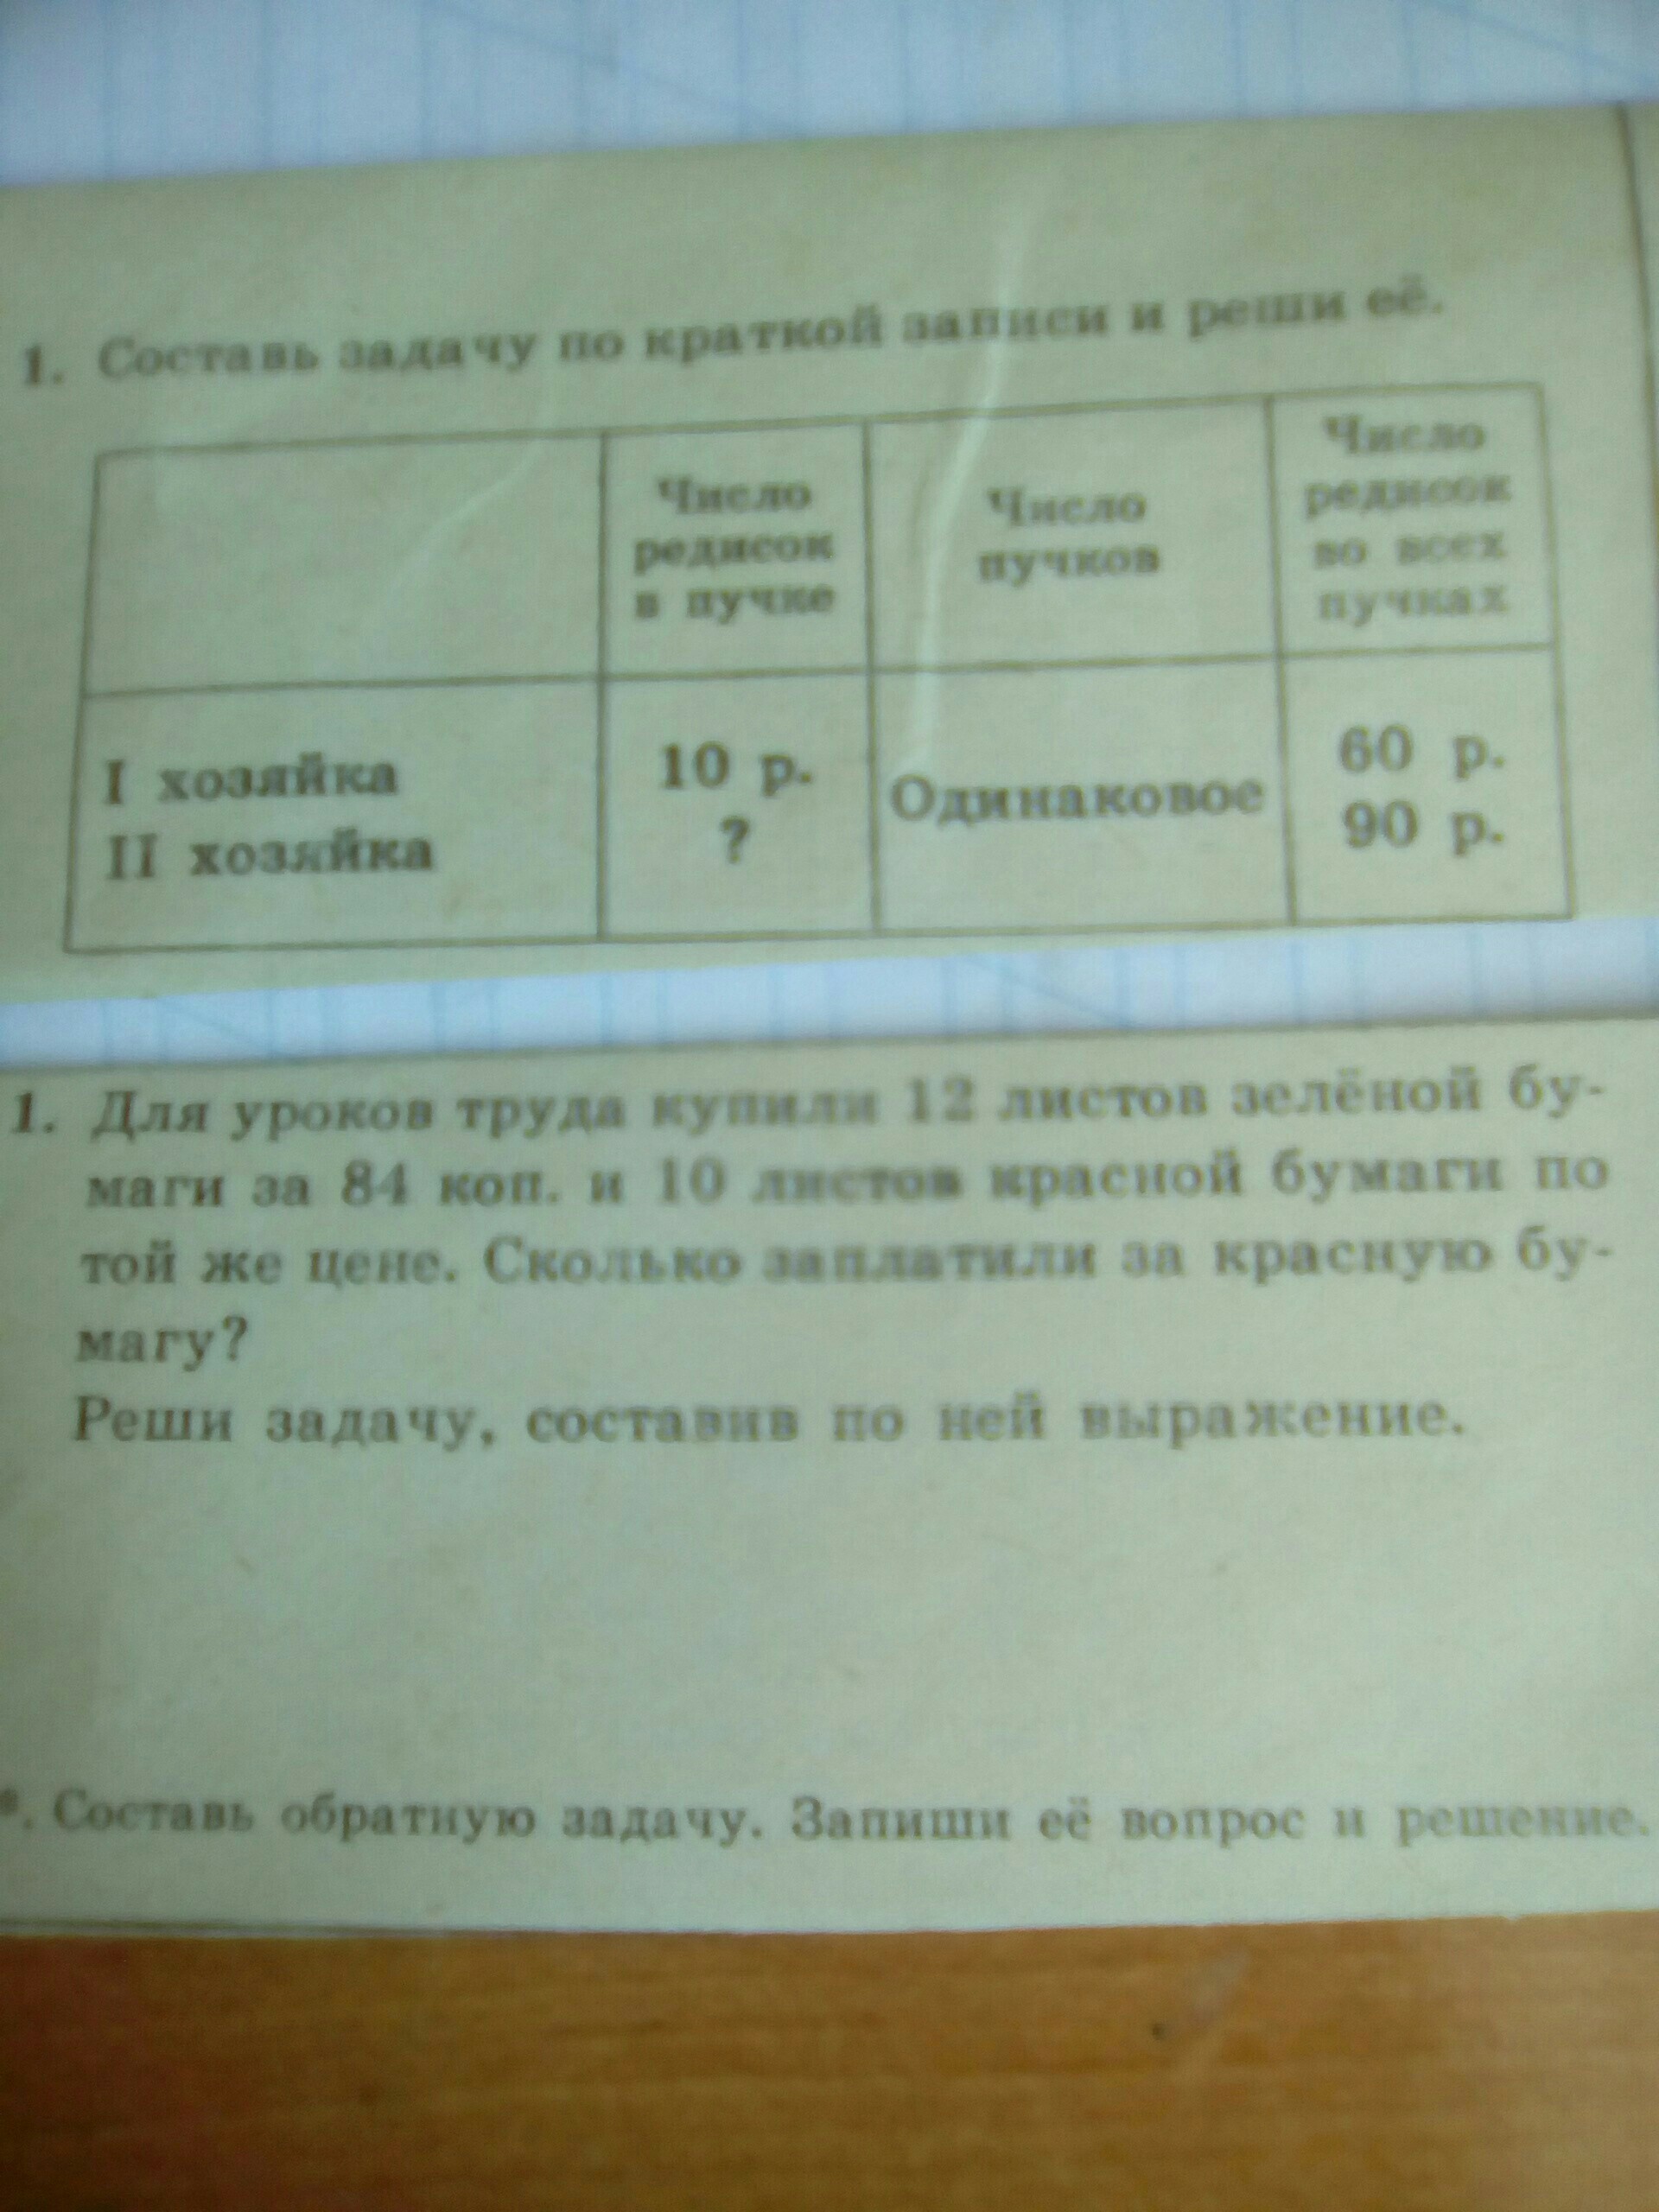 1. Составь задачу по краткой записи и реши её.
Число
редисок
в пучке
Число
пучков
Число
редисок
во всех
пучках
I хозяйка
II хозяйка
10 р.
?
Одинаковое
60 р.
90 р.
1. Для уроков труда купили 12 листов зелёной бу-
маги за 84 коп. и 10 листов красной бумаги по
той же цене. Сколько заплатили за красную бу-
магу?
Реши задачу, составив по ней выражение.
*. Составь обратную задачу. Запиши её вопрос и решение.